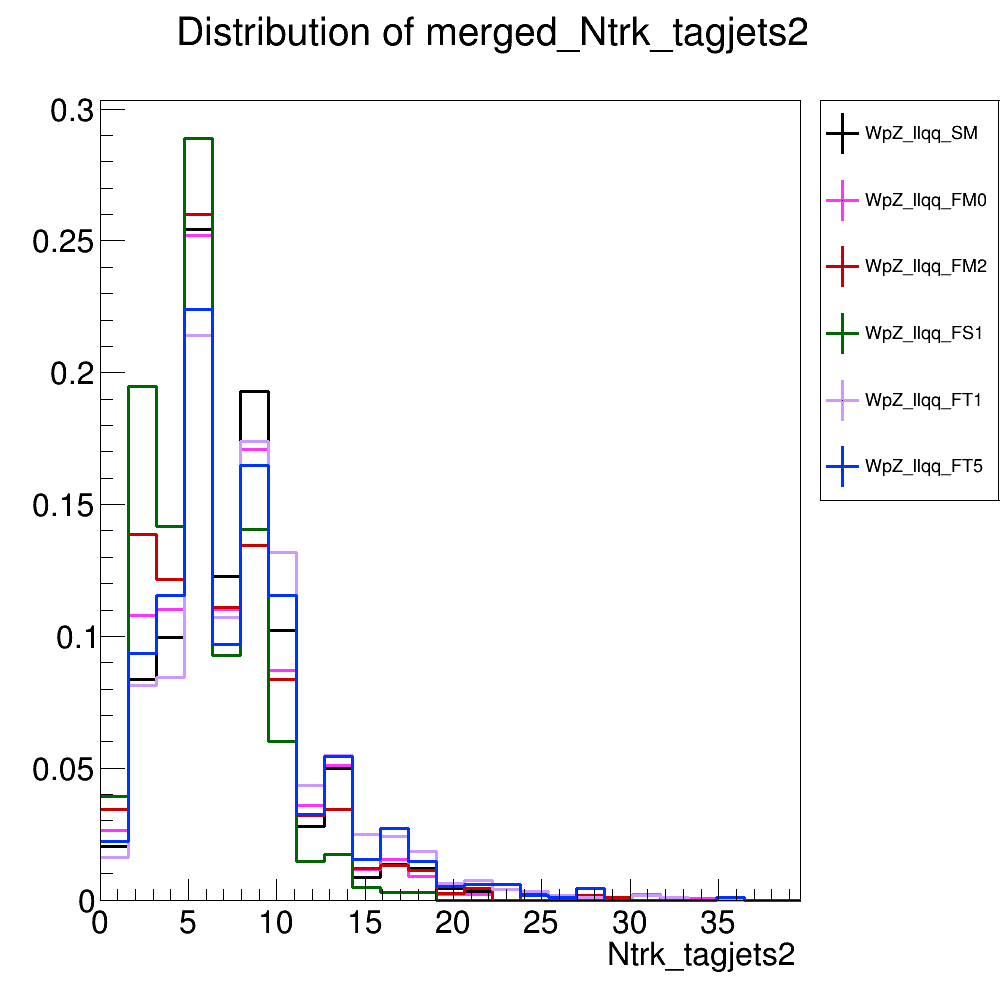 Distribution of merged_Ntrk_tagjets2
0.3
0.25
0.2
0.15
0.1
0.05
0
0 5 10 15 20 25 30 35
Ntrk_tagjets2
WpZ_llqq_SM
WpZ_llqq_FM0
WpZ_llqq_FM2
WpZ_llqq_FS1
WpZ_llqq_FT1
WpZ_llqq_FT5